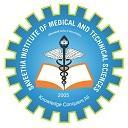 SAVEETHA INSTITUTE OF MEDICAL AND TECHNICAL SCIENCES
2005
Knowledge Conquers All